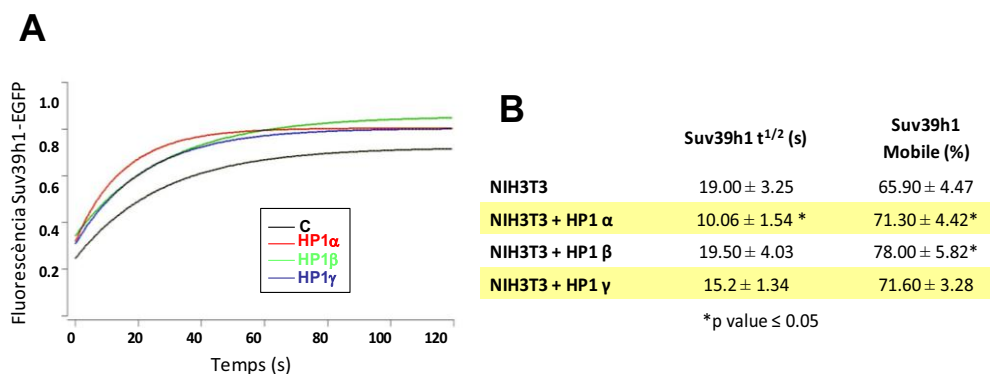 A
Fluorescència Suv39h1-EGFP
1.0
0.8
0.6
0.4
0.2
C
HP1α
HP1β
HP1γ
0 20 40 60 80 100 120
Temps (s)
B
Suv39h1 t1/2 (s)
Suv39h1
Mobile (%)
NIH3T3 19.00 ± 3.25 65.90 ± 4.47
NIH3T3 + HP1 α 10.06 ± 1.54 * 71.30 ± 4.42*
NIH3T3 + HP1 β 19.50 ± 4.03 78.00 ± 5.82*
NIH3T3 + HP1 γ 15.2 ± 1.34 71.60 ± 3.28
*p value ≤ 0.05